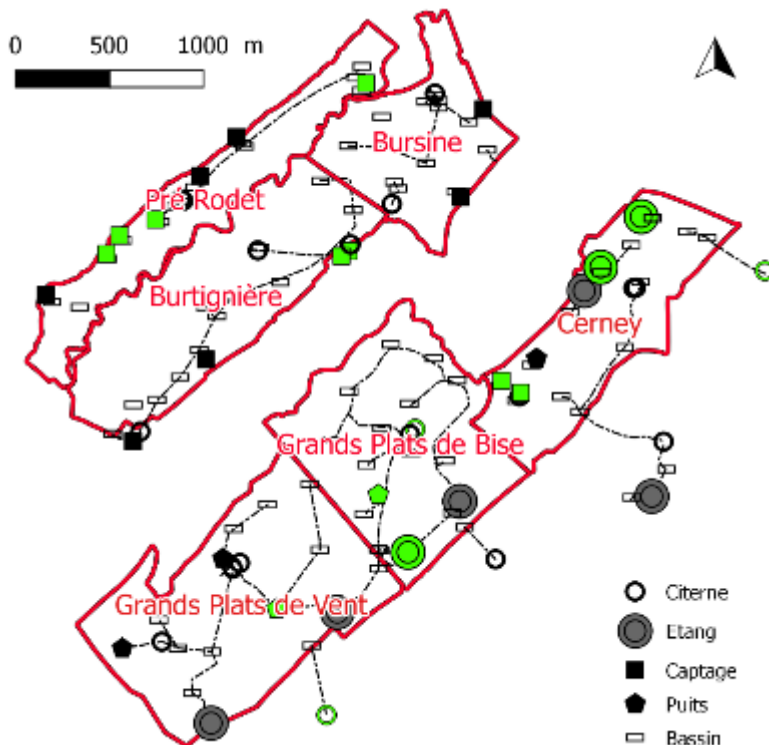 0 500 1000 m
Bursine
Pré Rodet
Burtignière
Cerney
Grands Plats de Bise
Grands Plats de Vent
Citerne
Etang
Captage
Puits
Bassin